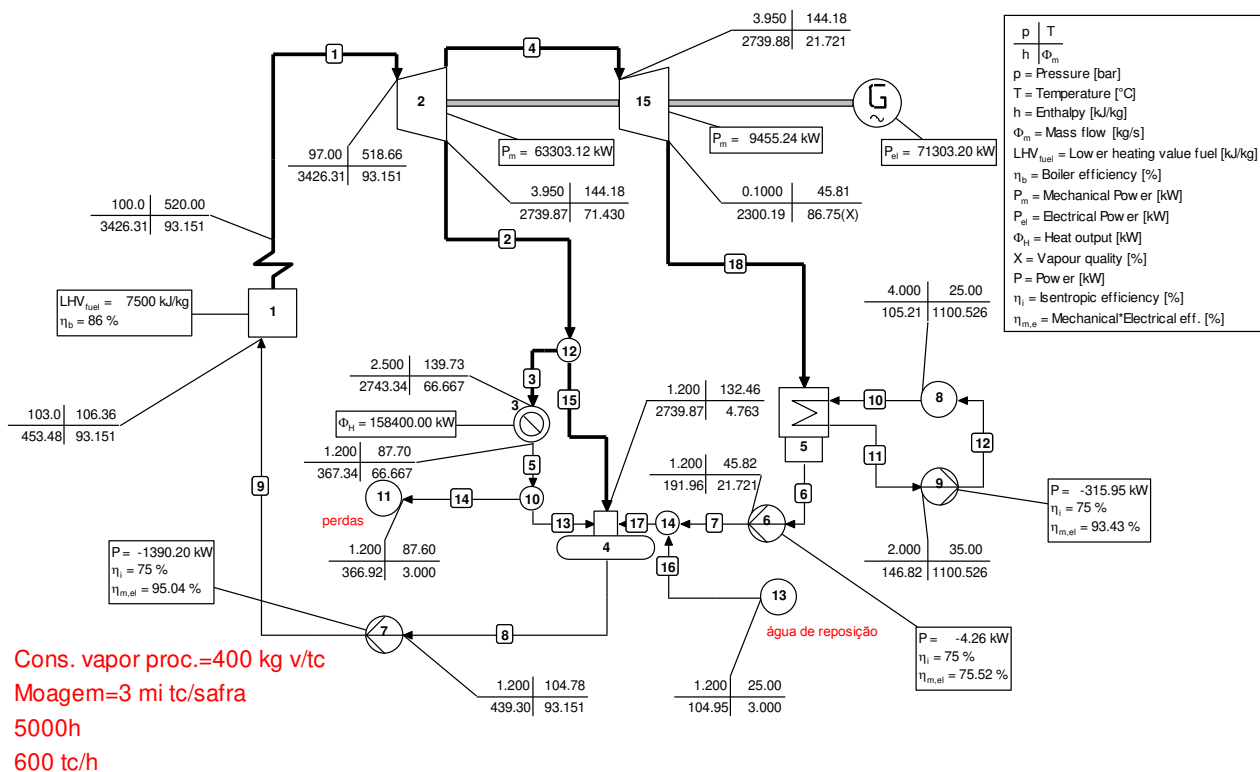 3.950 144.18
2739.88 21.721
p T
h Φm
p = Pressure [bar]
T = Temperature [°C]
h = Enthalpy [kJ/kg]
Φm = Mass flow [kg/s]
LHVfuel = Lower heating value fuel [kJ/kg]
ηb = Boiler efficiency [%]
Pm = Mechanical Power [kW]
Pel = Electrical Power [kW]
ΦH = Heat output [kW]
X = Vapour quality [%]
P = Power [kW]
ηi = Isentropic efficiency [%]
ηm,e = Mechanical*Electrical eff. [%]
1
4
2
15
G
~
Pm = 63303.12 kW
Pm = 9455.24 kW
Pel = 71303.20 kW
97.00 518.66
3426.31 93.151
3.950 144.18
2739.87 71.430
0.1000 45.81
2300.19 86.75(X)
100.0 520.00
3426.31 93.151
2
18
LHVfuel = 7500 kJ/kg
ηb = 86 %
1
4.000 25.00
105.21 1100.526
12
2.500 139.73
2743.34 66.667
3
15
3
1.200 132.46
2739.87 4.763
10
8
ΦH = 158400.00 kW
103.0 106.36
453.48 93.151
5
11
12
1.200 87.70
367.34 66.667
5
1.200 45.82
191.96 21.721
6
9
P = -315.95 kW
ηi = 75 %
ηm,el = 93.43 %
9
11
14
10
13
17
14
7
6
perdas
4
1.200 87.60
366.92 3.000
2.000 35.00
146.82 1100.526
P = -1390.20 kW
ηi = 75 %
ηm,el = 95.04 %
16
13
água de reposição
7
8
P = -4.26 kW
ηi = 75 %
ηm,el = 75.52 %
Cons. vapor proc.=400 kg v/tc
Moagem=3 mi tc/safra
5000h
600 tc/h
1.200 104.78
439.30 93.151
1.200 25.00
104.95 3.000